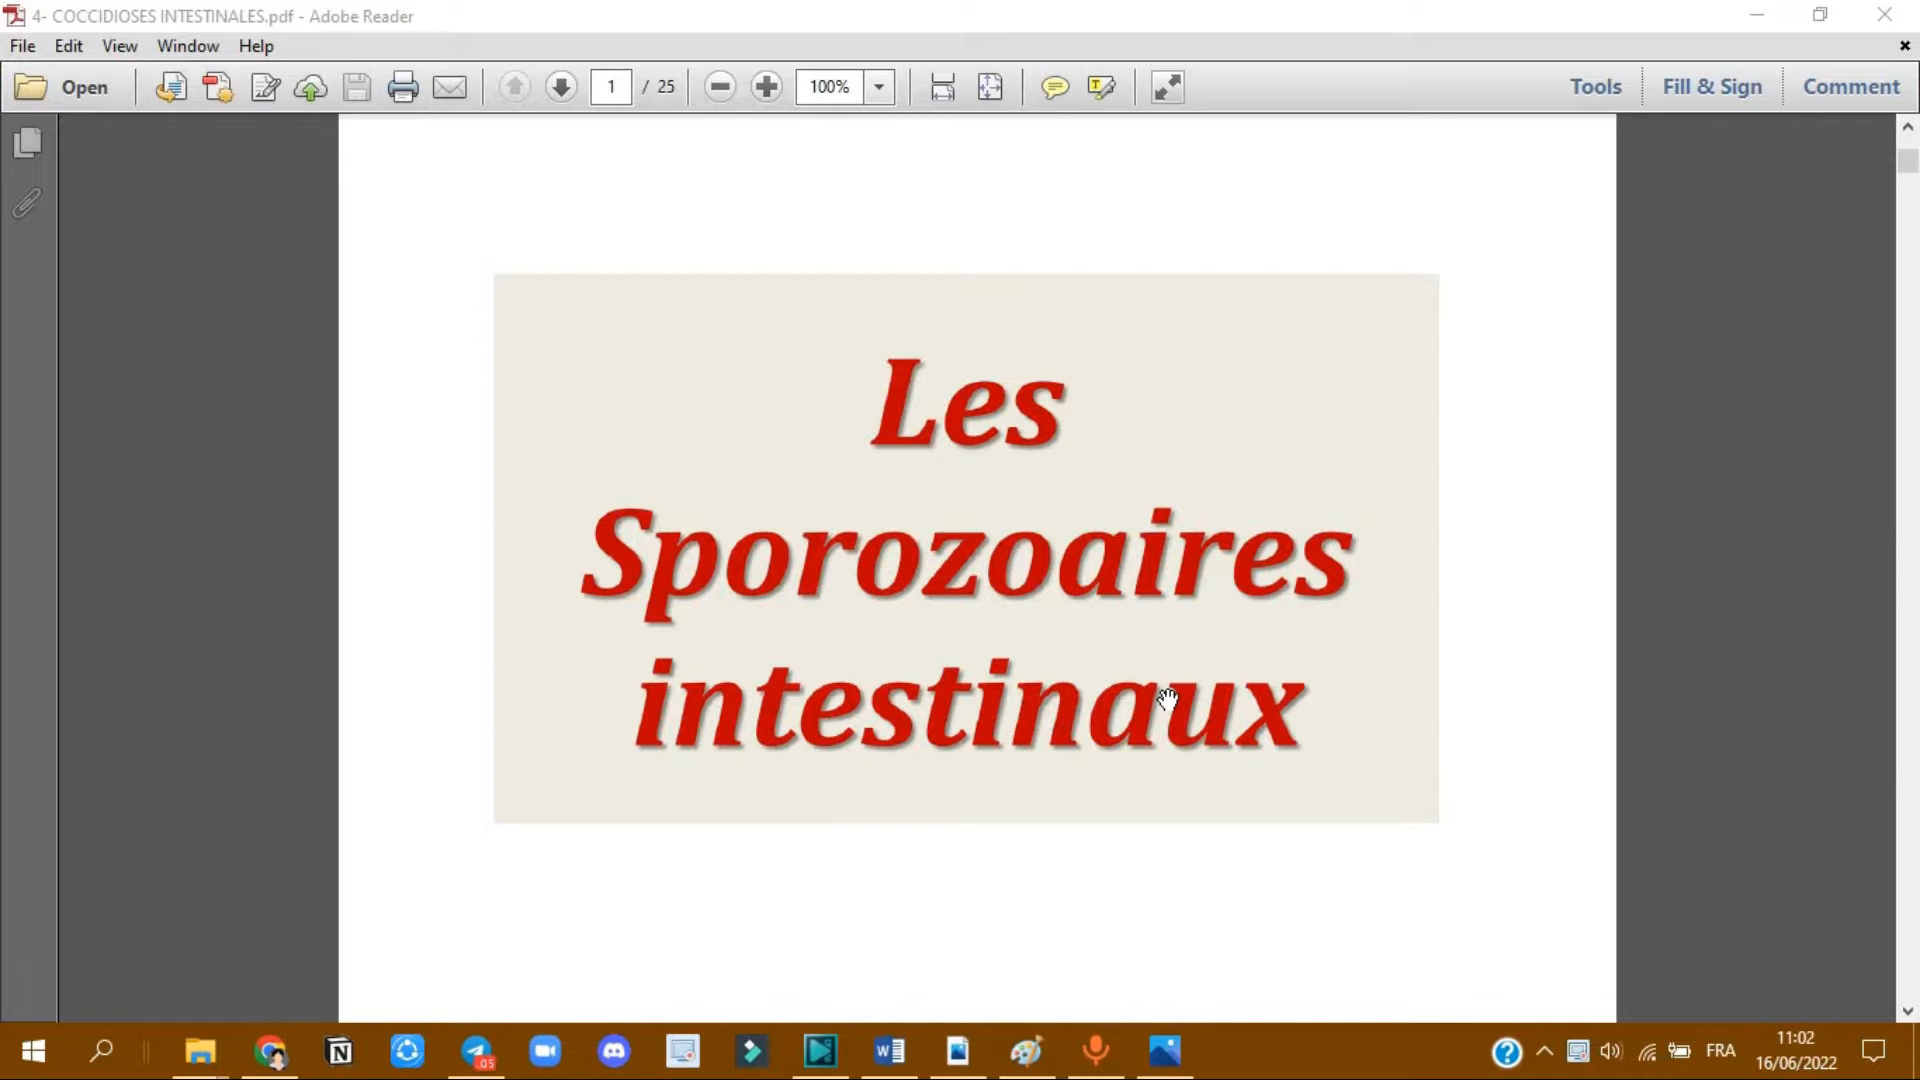 4- COCCIDIOSES INTESTINALES.pdf - Adobe Reader
File Edit View Window Help
Open 1 / 25 100% Tools Fill & Sign Comment
Les
Sporozoaires
intestinaux
05 FRA 11:02
16/06/2022